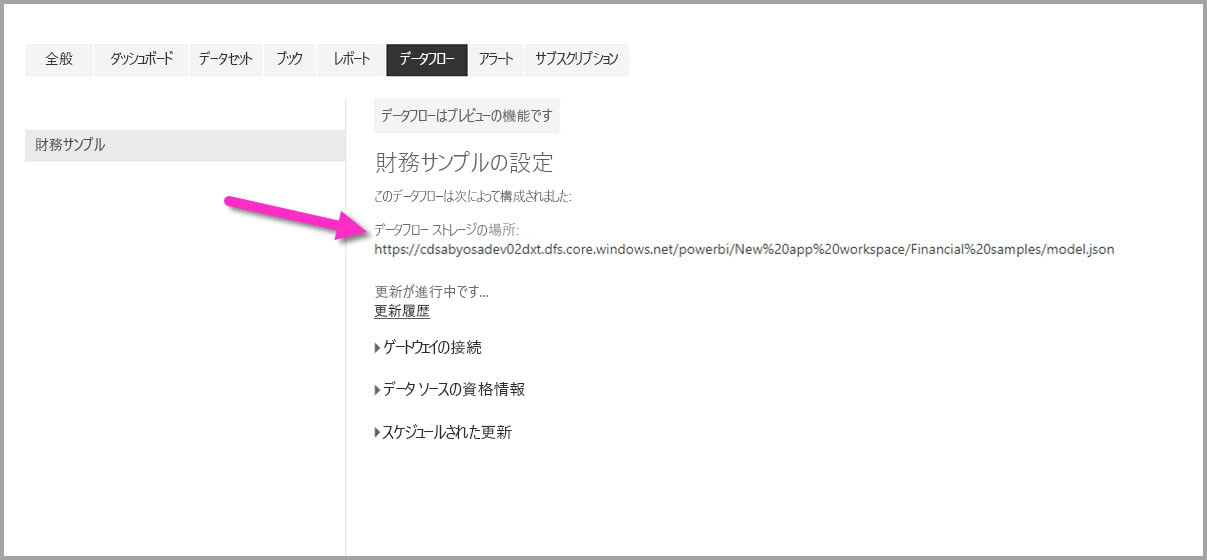 全般 ダッシュボード データセット ブック レポート データフロー アラート サブスクリプション
財務サンプル
データフローはプレビューの機能です
財務サンプルの設定
このデータフローは次によって構成されました:
データフロー ストレージの場所:
https://cdsabyosadev02dxt.dfs.core.windows.net/powerbi/New%20app%20workspace/Financial%20samples/model.json
更新が進行中です...
更新履歴
ゲートウェイの接続
データ ソースの資格情報
スケジュールされた更新